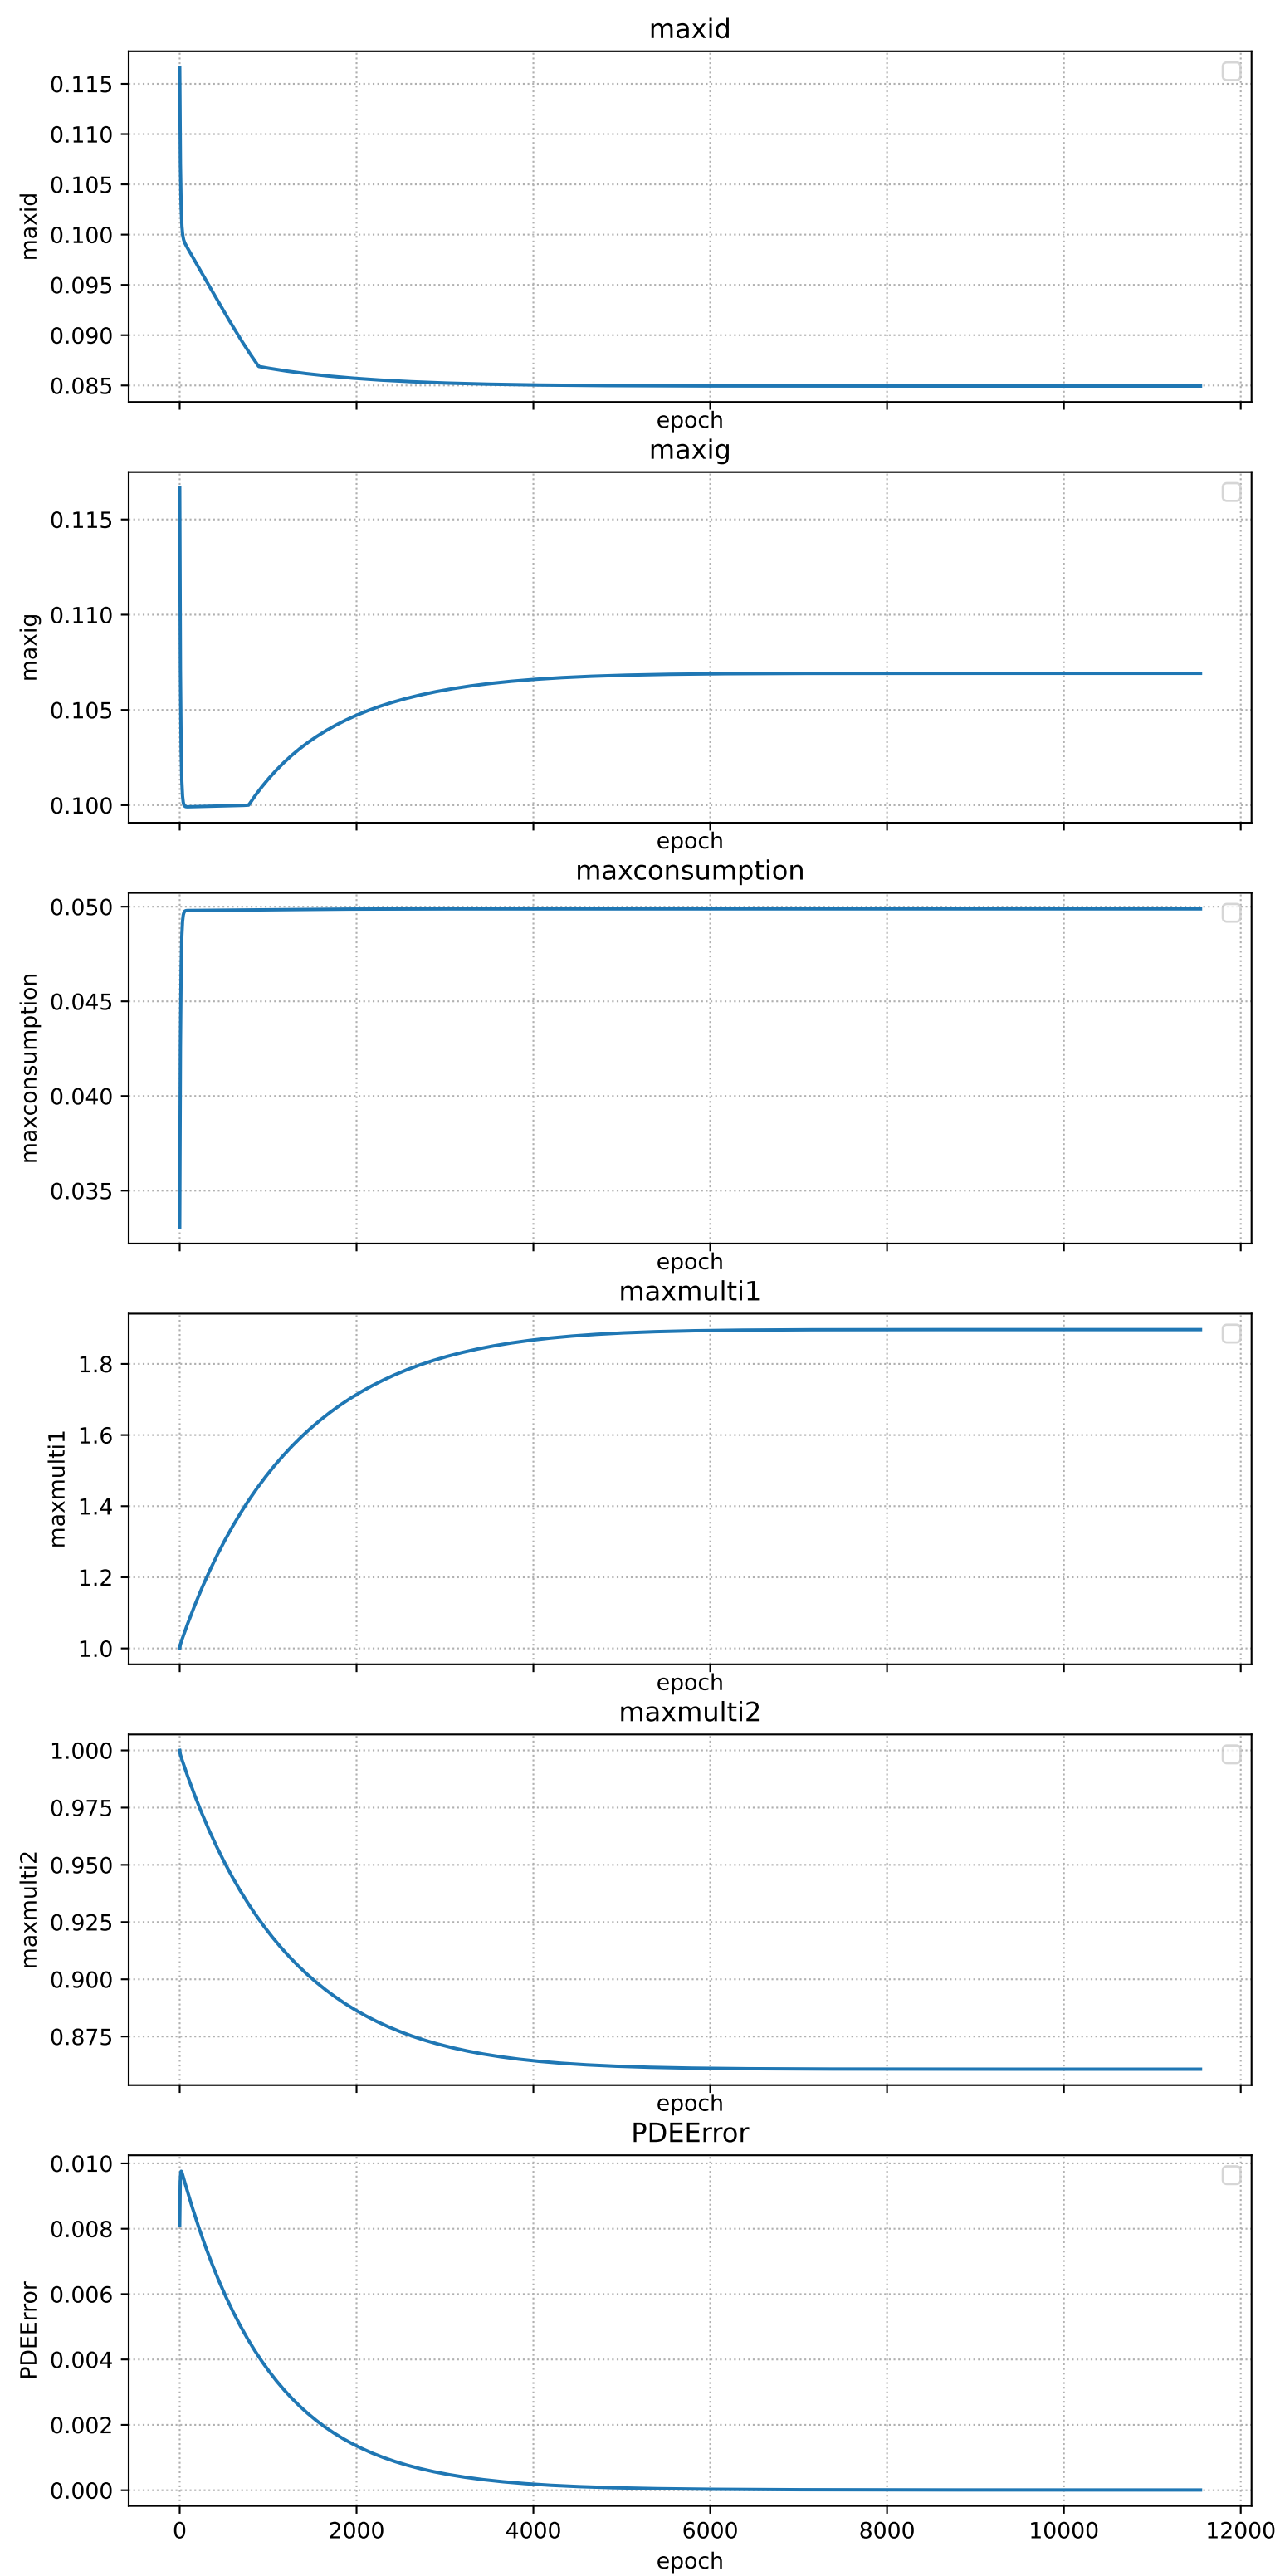 maxid
0.115
0.110
0.105
0.100
0.095
0.090
0.085
maxid
epoch
maxig
0.115
0.110
0.105
0.100
maxig
epoch
maxconsumption
0.050
0.045
0.040
0.035
maxconsumption
epoch
maxmulti1
1.8
1.6
1.4
1.2
1.0
maxmulti1
epoch
maxmulti2
1.000
0.975
0.950
0.925
0.900
0.875
maxmulti2
epoch
PDEError
0.010
0.008
0.006
0.004
0.002
0.000
PDEError
0 2000 4000 6000 8000 10000 12000
epoch